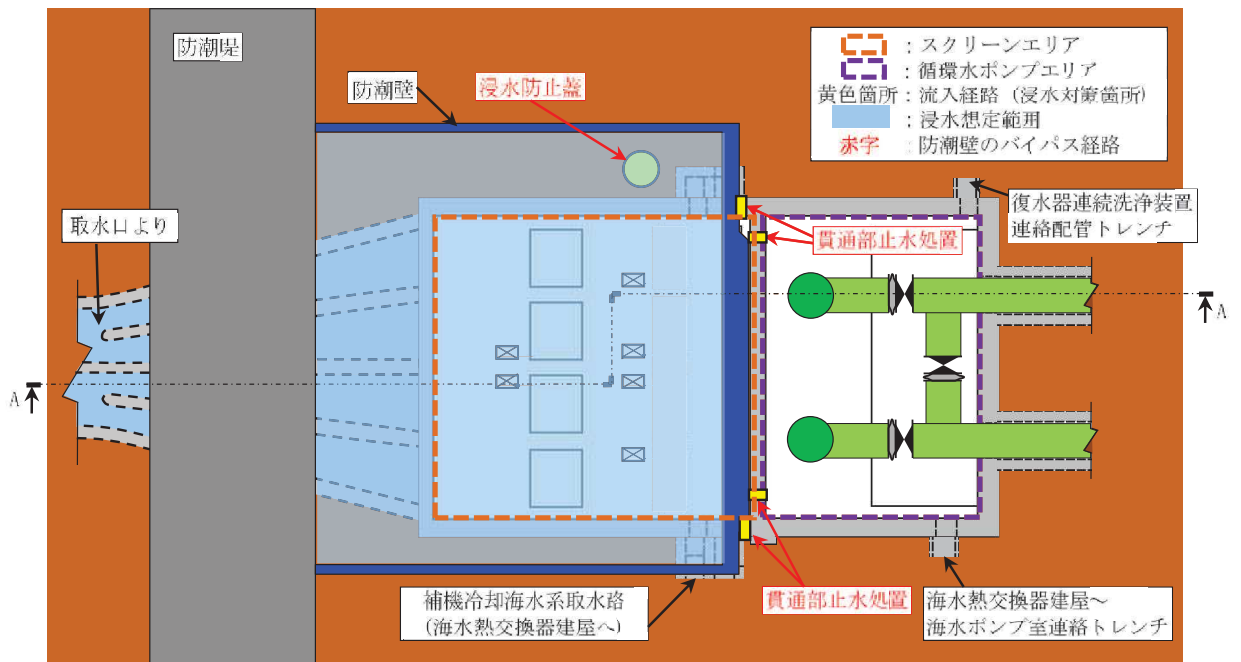 防潮堤
防潮壁
浸水防止蓋
：スクリーンエリア
：循環水ポンプエリア
黄色箇所：流入経路（浸水対策箇所）
：浸水想定範囲
赤字：防潮壁のバイパス経路
取水口より
貫通部止水処置
復水器連続洗浄装置
連絡配管トレンチ
A
A
補機冷却海水系取水路
(海水熱交換器建屋へ)
貫通部止水処置
海水熱交換器建屋～
海水ポンプ室連絡トレンチ